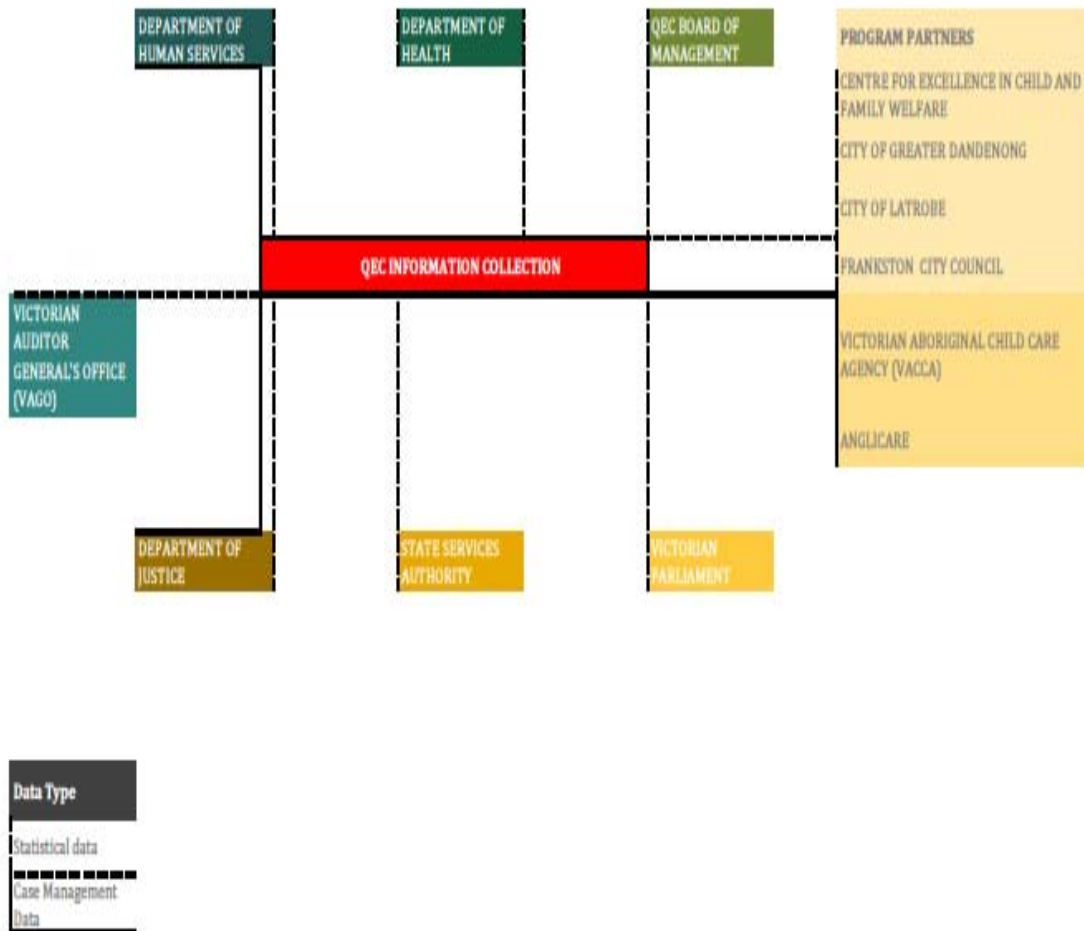 DEPARTMENT OF
HUMAN SERVICES
DEPARTMENT OF
HEALTH
QEC BOARD OF
MANAGEMENT
PROGRAM PARTNERS
CENTRE FOR EXCELLENCE IN CHILD AND
FAMILY WELFARE
CITY OF GREATER DANDENONG
CITY OF LATROBE
FRANKSTON CITY COUNCIL
QEC INFORMATION COLLECTION
VICTORIAN
AUDITOR
GENERAL'S OFFICE
(VAGO)
VICTORIAN ABORIGINAL CHILD CARE
AGENCY (VACCA)
ANGLICARE
DEPARTMENT OF
JUSTICE
STATE SERVICES
AUTHORITY
VICTORIAN
PARLIAMENT
Data Type
Statistical data
Case Management
Data